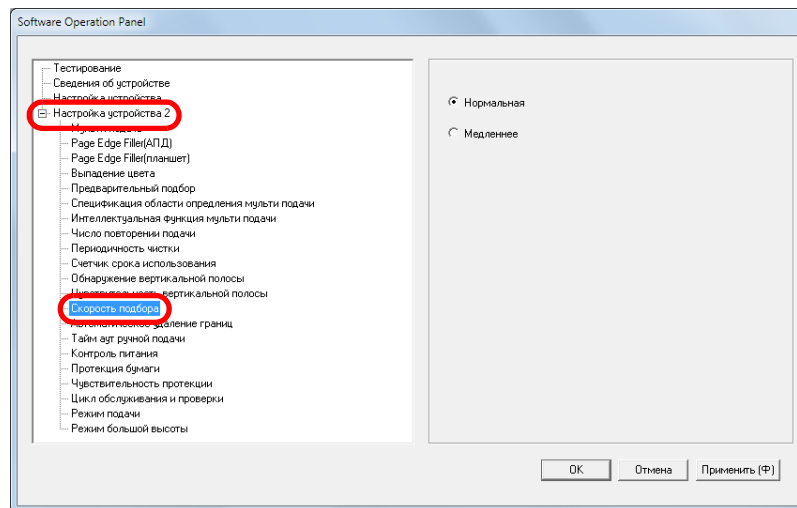 Software Operation Panel
Тестирование
Сведения об устройстве
Настройка устройства
Настройка устройства 2
Page Edge Filler(АПД)
Page Edge Filler(планшет)
Выпадение цвета
Предварительный подбор
Спецификация области опредления мульти подачи
Интеллектуальная функция мульти подачи
Число повторении подачи
Периодичность чистки
Счетчик срока использования
Обнаружение вертикальной полосы
Чувствительность вертикальной полосы
Скорость подбора
Автоматическое удаление границ
Тайм аут ручной подачи
Контроль питания
Протекция бумаги
Чувствительность протекции
Цикл обслуживания и проверки
Режим подачи
Режим большой высоты
Нормальная
Медленнее
OK
Отмена
Применить (Ф)